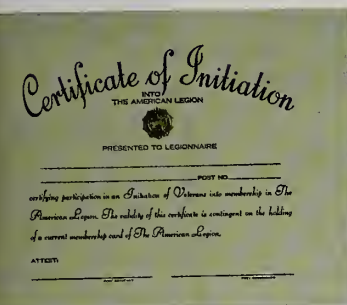 Certificate of Initiation
INTO
THE AMERICAN LEGION
PRESENTED TO LEGIONNAIRE
POST NO.
certifying participation in an Initiation of Veterans into membership in The
American Legion. The validity of this certificate is contingent on the holding
of a current membership card of The American Legion.
ATTEST: